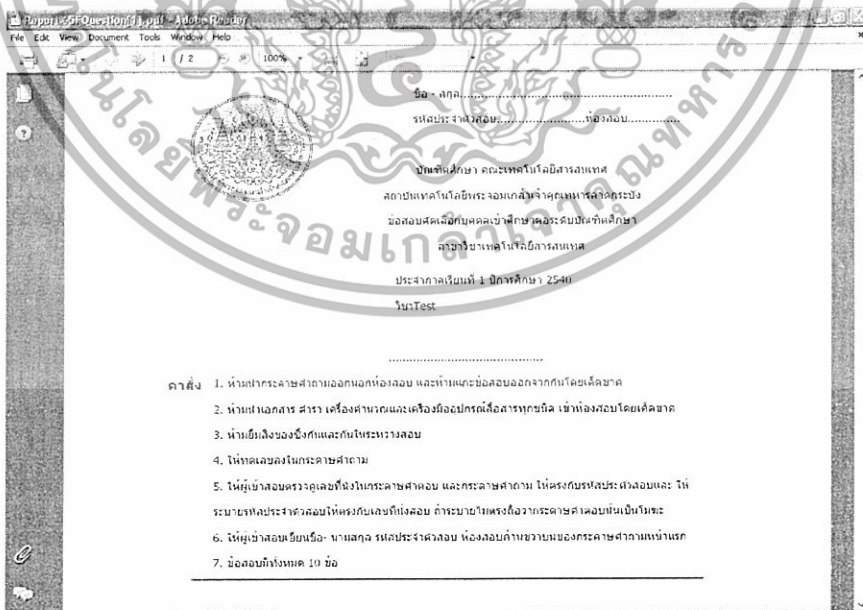 Report%5FQuestion[1].pdf - Adobe Reader
File Edit View Document Tools Window Help
1 / 2 100%
ชื่อ - สกุล
รหัสประจำตัวสอบ ห้องสอบ
บัณฑิตศึกษา คณะเทคโนโลยีสารสนเทศ
สถาบันเทคโนโลยีพระจอมเกล้าเจ้าคุณทหารลาดกระบัง
ข้อสอบคัดเลือกบุคคลเข้าศึกษาต่อระดับบัณฑิตศึกษา
สาขาวิชาเทคโนโลยีสารสนเทศ
ประจำภาคเรียนที่ 1 ปีการศึกษา 2540
วิชาTest
คำสั่ง 1. ห้ามนำกระดาษคำถามออกนอกห้องสอบ และห้ามแกะข้อสอบออกจากกันโดยเด็ดขาด
2. ห้ามนำเอกสาร ตำรา เครื่องคำนวณและเครื่องมืออุปกรณ์สื่อสารทุกชนิด เข้าห้องสอบโดยเด็ดขาด
3. ห้ามยืมสิ่งของซึ่งกันและกันในระหว่างสอบ
4. ให้ทดเลขลงในกระดาษคำถาม
5. ให้ผู้เข้าสอบตรวจดูเลขที่นั่งในกระดาษคำตอบ และกระดาษคำถาม ให้ตรงกับรหัสประจำตัวสอบและ ให้
ระบายรหัสประจำตัวสอบให้ตรงกับเลขที่นั่งสอบ ถ้าระบายไม่ตรงถือว่ากระดาษคำตอบนั้นเป็นโมฆะ
6. ให้ผู้เข้าสอบเขียนชื่อ- นามสกุล รหัสประจำตัวสอบ ห้องสอบด้านขวาบนของกระดาษคำถามหน้าแรก
7. ข้อสอบมีทั้งหมด 10 ข้อ